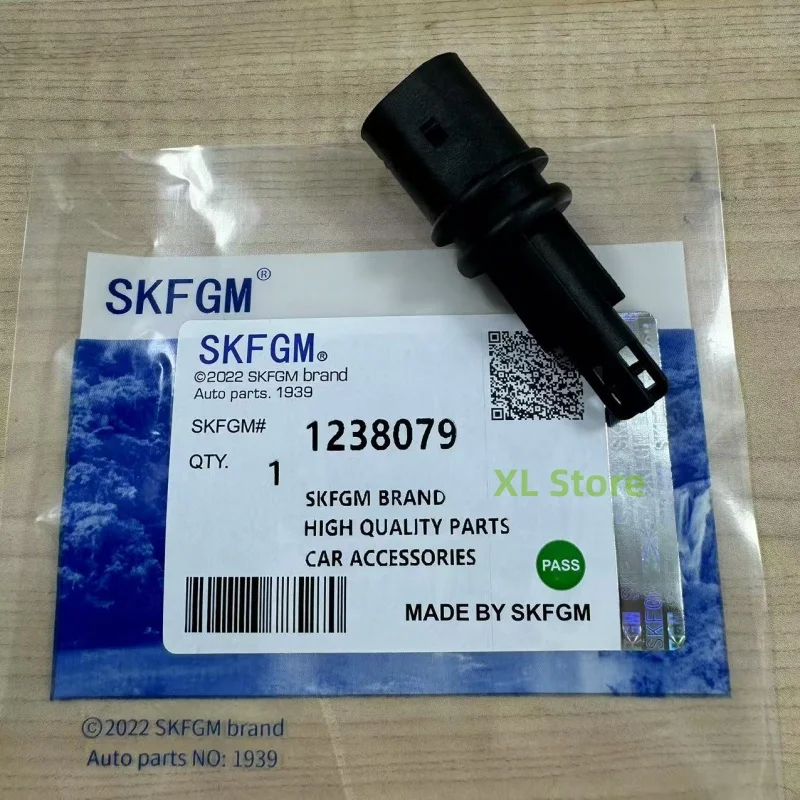 SKFGM®
SKFGM®
©2022 SKFGM brand
Auto parts. 1939
SKFGM# 1238079
QTY. 1
XL Store
SKFGM BRAND
HIGH QUALITY PARTS
CAR ACCESSORIES
PASS
MADE BY SKFGM
SKFGM
©2022 SKFGM brand
Auto parts NO: 1939